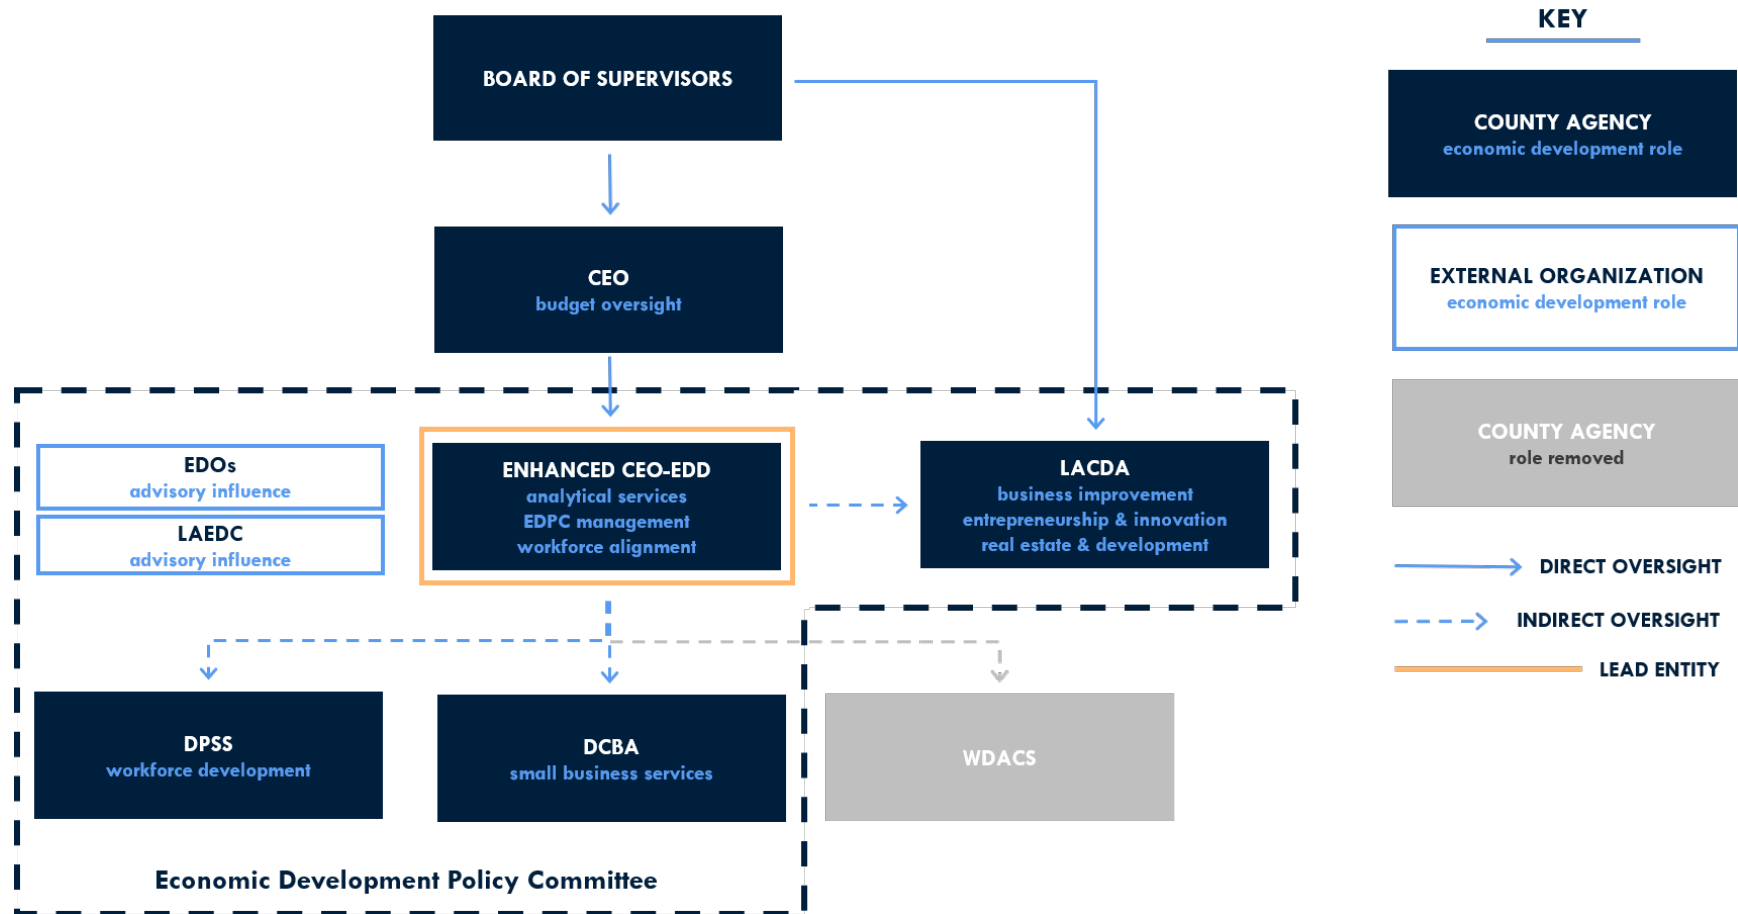 BOARD OF SUPERVISORS
CEO
budget oversight
EDOs
advisory influence
LAEDC
advisory influence
ENHANCED CEO-EDD
analytical services
EDPC management
workforce alignment
LACDA
business improvement
entrepreneurship & innovation
real estate & development
DPSS
workforce development
DCBA
small business services
WDACS
Economic Development Policy Committee
KEY
COUNTY AGENCY
economic development role
EXTERNAL ORGANIZATION
economic development role
COUNTY AGENCY
role removed
DIRECT OVERSIGHT
INDIRECT OVERSIGHT
LEAD ENTITY